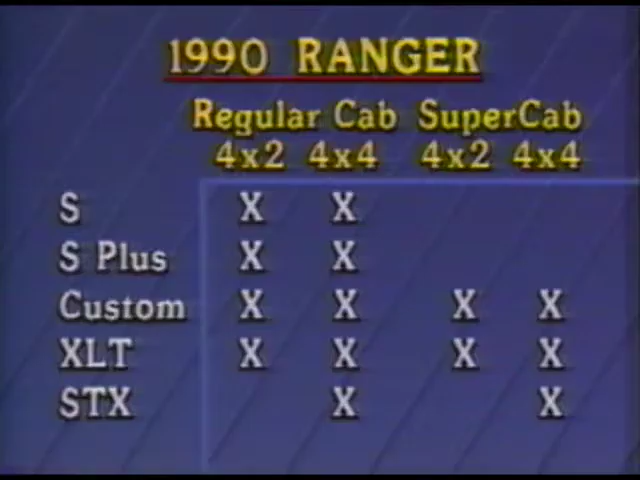 1990 RANGER
Regular Cab SuperCab
4x2 4x4 4x2 4x4
S X X
S Plus X X
Custom X X X X
XLT X X X X
STX X X